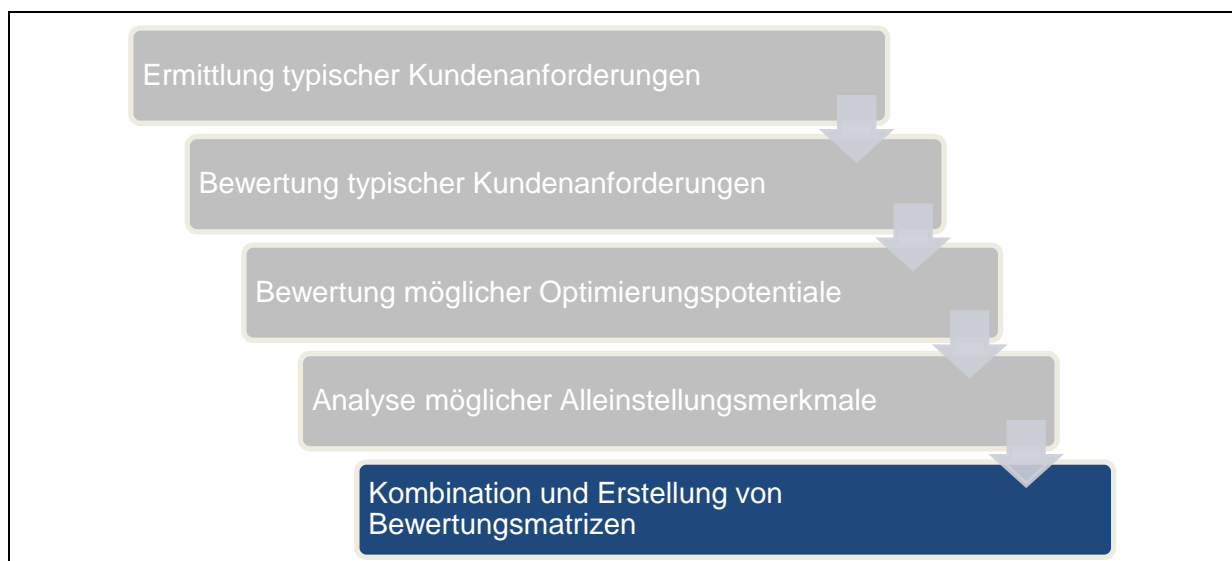 Ermittlung typischer Kundenanforderungen
Bewertung typischer Kundenanforderungen
Bewertung möglicher Optimierungspotentiale
Analyse möglicher Alleinstellungsmerkmale
Kombination und Erstellung von
Bewertungsmatrizen